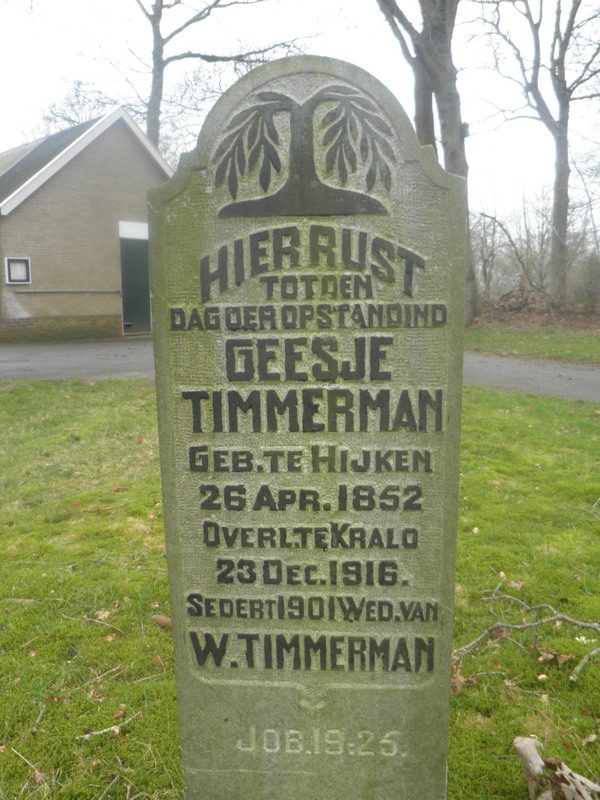 HIER RUST
TOT DEN
DAG DER OPSTANDIND
GEESJE
TIMMERMAN
GEB. TE HIJKEN
26 APR. 1852
OVERL. TE KRALO
23 DEC. 1916.
SEDERT 1901 WED. VAN
W. TIMMERMAN
JOB. 19:25.